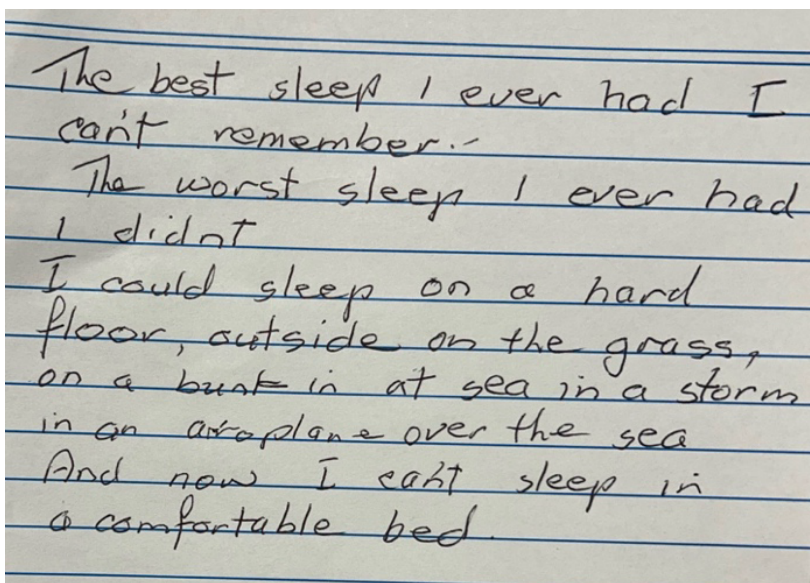 The best sleep I ever had I
can't remember.-
The worst sleep I ever had
I didnt
I could sleep on a hard
floor, outside on the grass,
on a bunk in at sea in a storm
in an aroplane over the sea
And now I can't sleep in
a comfortable bed.